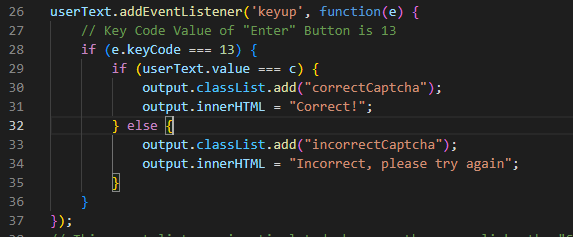 26 userText.addEventListener('keyup', function(e) {
27 // Key Code Value of "Enter" Button is 13
28 if (e.keyCode === 13) {
29 if (userText.value === c) {
30 output.classList.add("correctCaptcha");
31 output.innerHTML = "Correct!";
32 } else {
33 output.classList.add("incorrectCaptcha");
34 output.innerHTML = "Incorrect, please try again";
35 }
36 }
37 });